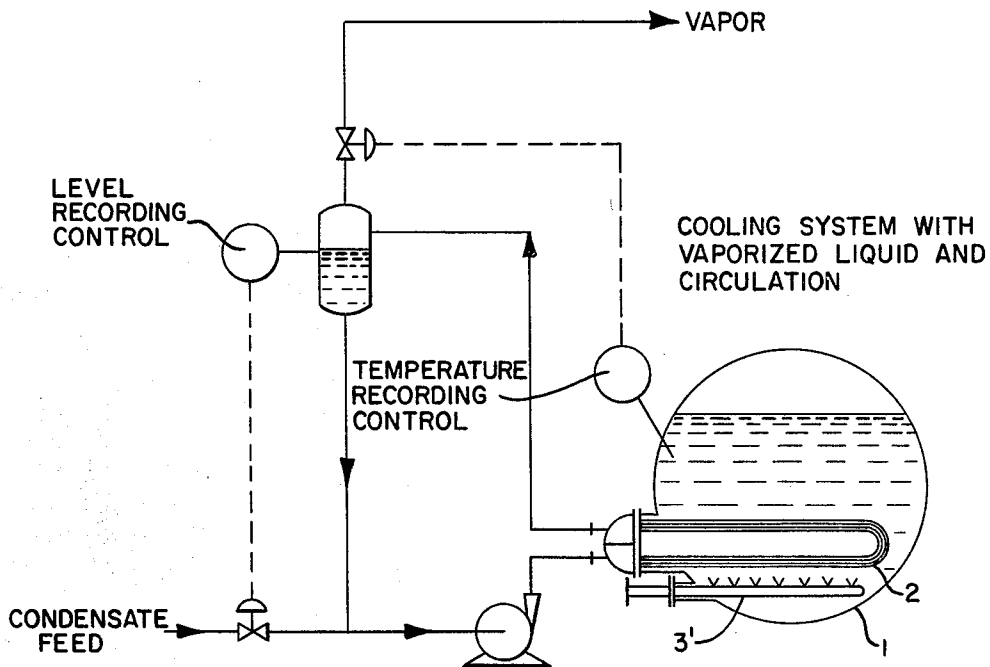 VAPOR
LEVEL
RECORDING
CONTROL
COOLING SYSTEM WITH
VAPORIZED LIQUID AND
CIRCULATION
TEMPERATURE
RECORDING
CONTROL
CONDENSATE
FEED
2
3'
1